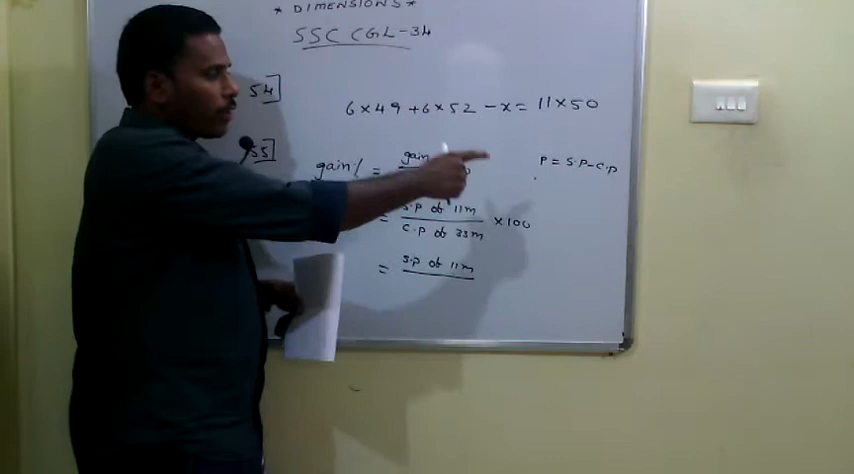 * DIMENSIONS *
SSC CGL-34
54]
6×49 +6×52 -x= 11×50
55]
gain% = gain
P = S.P-C.P
= S.P of 11m
C.P of 33m ×100
= S.P of 11m